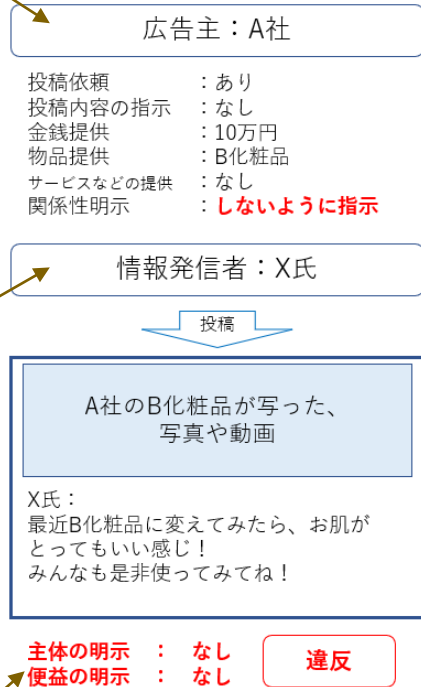 広告主：A社
投稿依頼　　　　：あり
投稿内容の指示　：なし
金銭提供　　　　：10万円
物品提供　　　　：B化粧品
サービスなどの提供　：なし
関係性明示　　　：しないように指示
情報発信者：X氏
投稿
A社のB化粧品が写った、
写真や動画
X氏：
最近B化粧品に変えてみたら、お肌が
とってもいい感じ！
みんなも是非使ってみてね！
主体の明示　：　なし
便益の明示　：　なし
違反